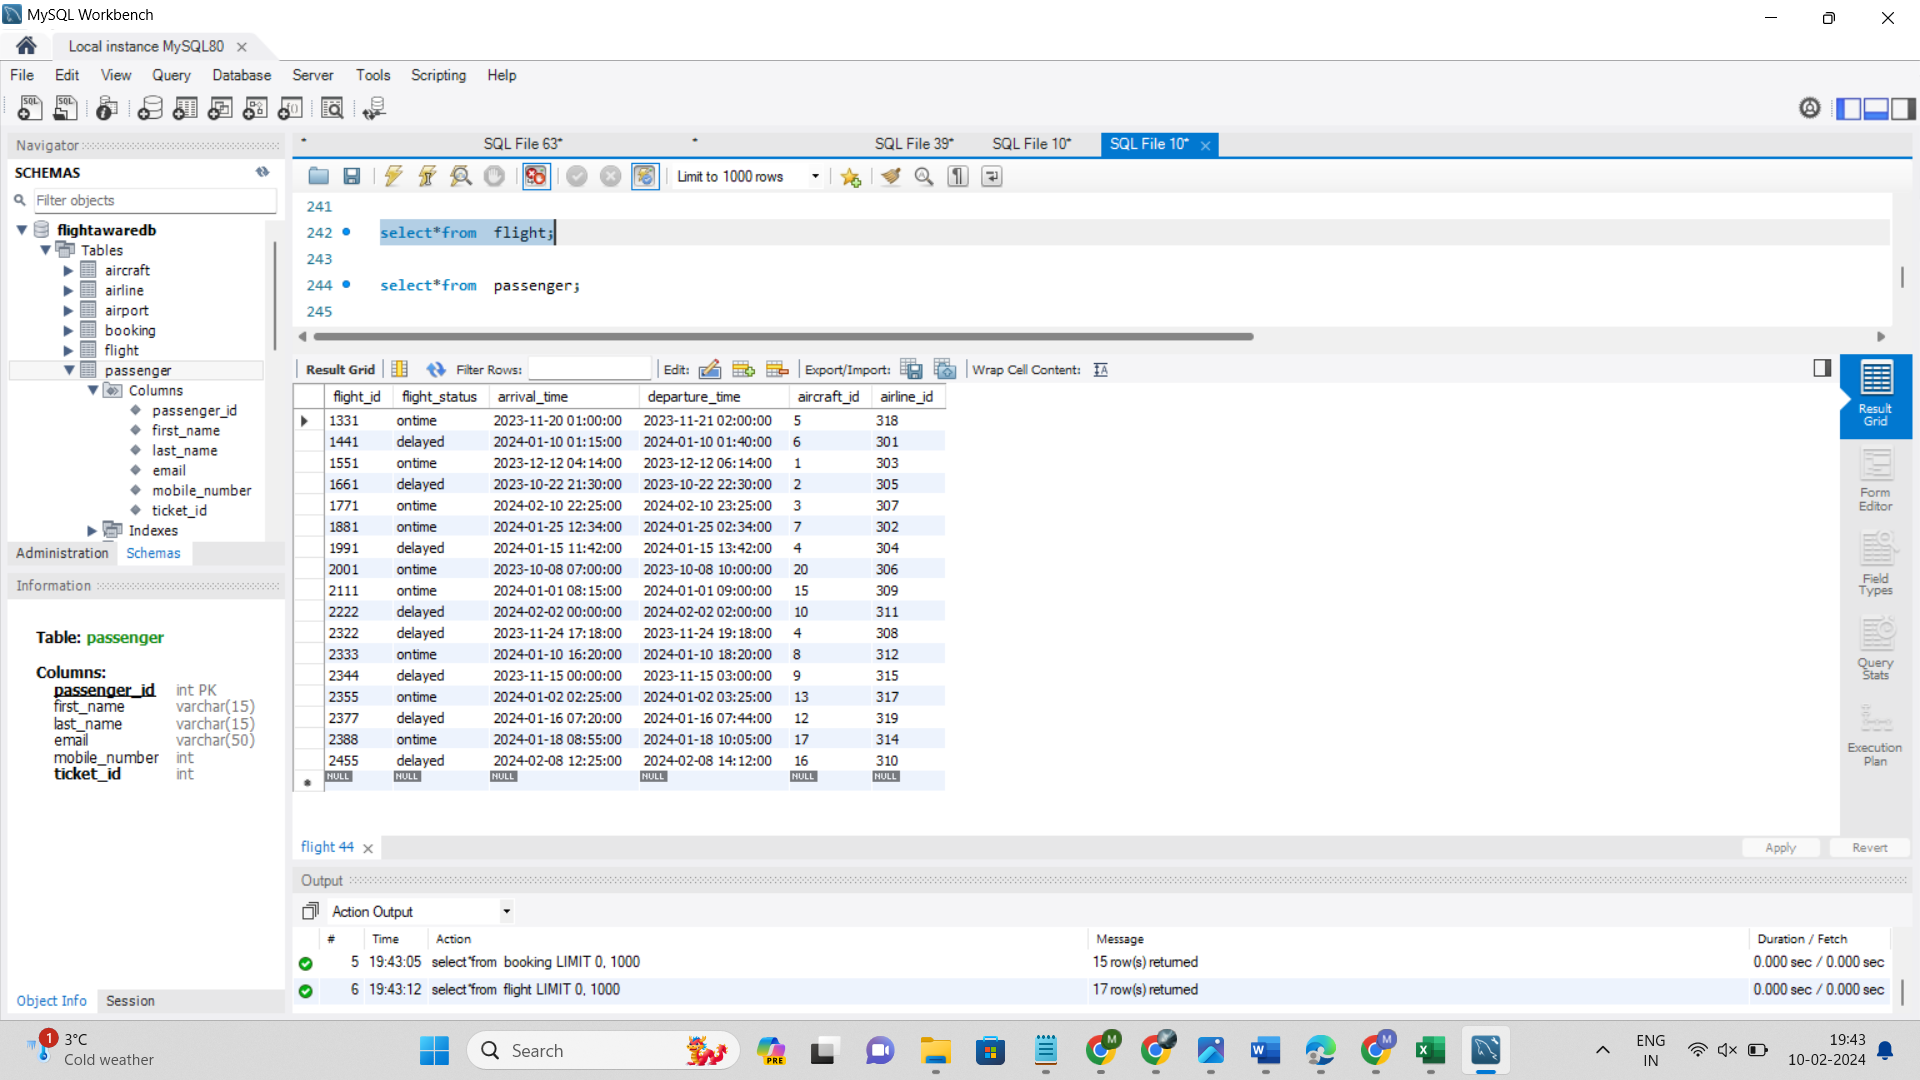 MySQL Workbench
Local instance MySQL80
File Edit View Query Database Server Tools Scripting Help
Navigator
SCHEMAS
Filter objects
flightawaredb
Tables
aircraft
airline
airport
booking
flight
passenger
Columns
passenger_id
first_name
last_name
email
mobile_number
ticket_id
Indexes
Administration Schemas
Information
Table: passenger
Columns:
passenger_id int PK
first_name varchar(15)
last_name varchar(15)
email varchar(50)
mobile_number int
ticket_id int
Object Info Session
* SQL File 63* * SQL File 39* SQL File 10* SQL File 10*
Limit to 1000 rows
241
242 select*from flight;
243
244 select*from passenger;
245
Result Grid Filter Rows: Edit: Export/Import: Wrap Cell Content:
flight_id flight_status arrival_time departure_time aircraft_id airline_id
1331 ontime 2023-11-20 01:00:00 2023-11-21 02:00:00 5 318
1441 delayed 2024-01-10 01:15:00 2024-01-10 01:40:00 6 301
1551 ontime 2023-12-12 04:14:00 2023-12-12 06:14:00 1 303
1661 delayed 2023-10-22 21:30:00 2023-10-22 22:30:00 2 305
1771 ontime 2024-02-10 22:25:00 2024-02-10 23:25:00 3 307
1881 ontime 2024-01-25 12:34:00 2024-01-25 02:34:00 7 302
1991 delayed 2024-01-15 11:42:00 2024-01-15 13:42:00 4 304
2001 ontime 2023-10-08 07:00:00 2023-10-08 10:00:00 20 306
2111 ontime 2024-01-01 08:15:00 2024-01-01 09:00:00 15 309
2222 delayed 2024-02-02 00:00:00 2024-02-02 02:00:00 10 311
2322 delayed 2023-11-24 17:18:00 2023-11-24 19:18:00 4 308
2333 ontime 2024-01-10 16:20:00 2024-01-10 18:20:00 8 312
2344 delayed 2023-11-15 00:00:00 2023-11-15 03:00:00 9 315
2355 ontime 2024-01-02 02:25:00 2024-01-02 03:25:00 13 317
2377 delayed 2024-01-16 07:20:00 2024-01-16 07:44:00 12 319
2388 ontime 2024-01-18 08:55:00 2024-01-18 10:05:00 17 314
2455 delayed 2024-02-08 12:25:00 2024-02-08 14:12:00 16 310
NULL NULL NULL NULL NULL NULL
Result
Grid
Form
Editor
Field
Types
Query
Stats
Execution
Plan
flight 44
Apply Revert
Output
Action Output
# Time Action Message Duration / Fetch
5 19:43:05 select*from booking LIMIT 0, 1000 15 row(s) returned 0.000 sec / 0.000 sec
6 19:43:12 select*from flight LIMIT 0, 1000 17 row(s) returned 0.000 sec / 0.000 sec
1
3°C
Cold weather
Search
PRE
M
M
ENG
IN
19:43
10-02-2024